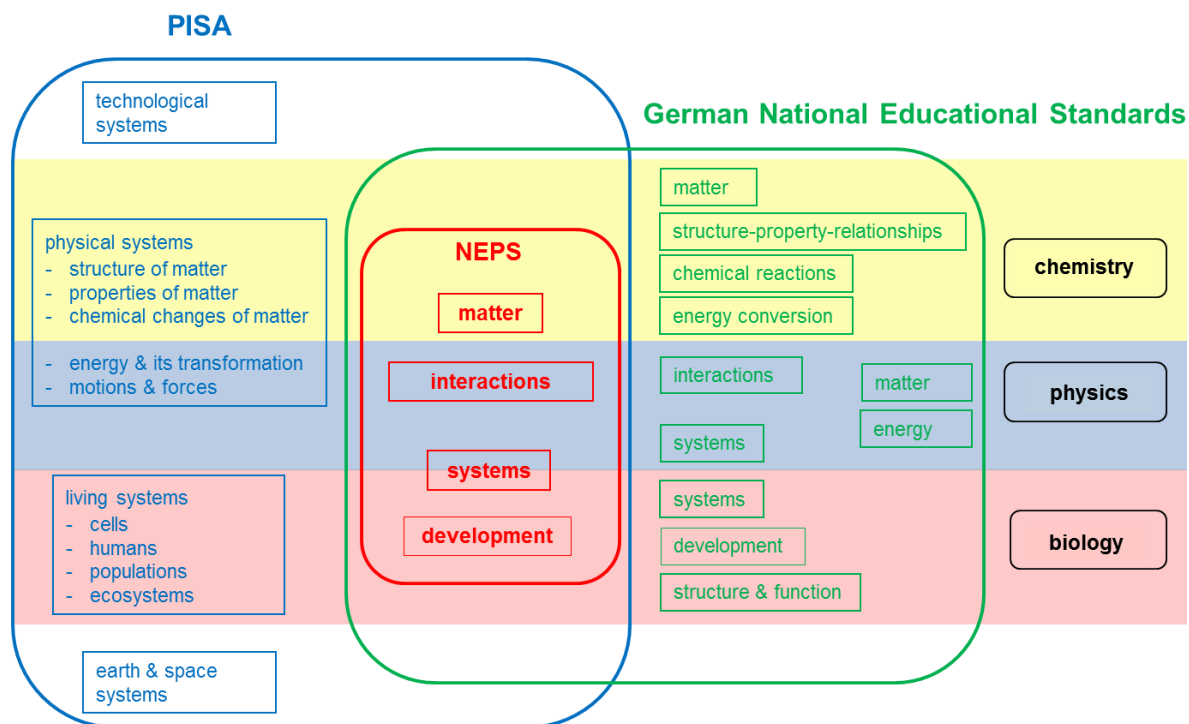 PISA
technological
systems
German National Educational Standards
physical systems
- structure of matter
- properties of matter
- chemical changes of matter
- energy & its transformation
- motions & forces
living systems
- cells
- humans
- populations
- ecosystems
earth & space
systems
NEPS
matter
interactions
systems
development
matter
structure-property-relationships
chemical reactions
energy conversion
interactions
matter
energy
systems
systems
development
structure & function
chemistry
physics
biology